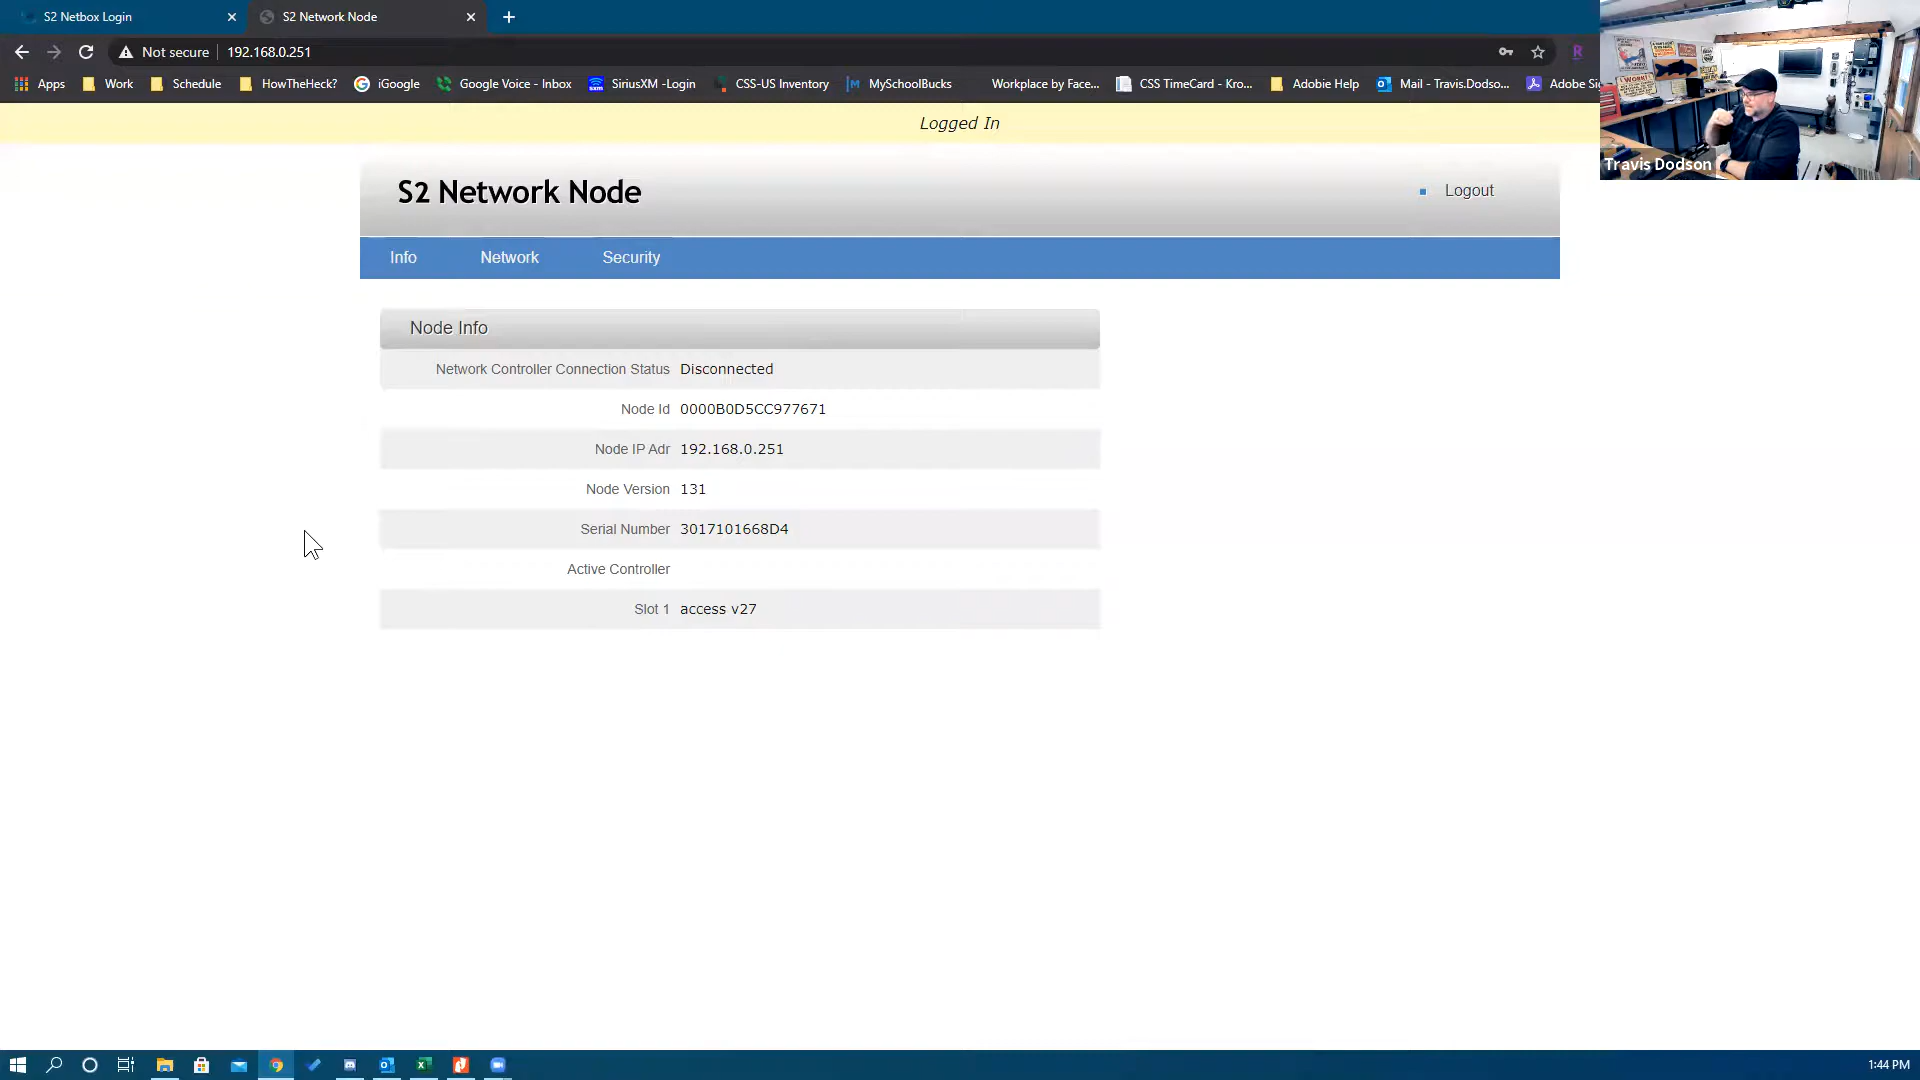 S2 Netbox Login
S2 Network Node
Not secure
192.168.0.251
R
Apps
Work
Schedule
HowTheHeck?
iGoogle
Google Voice - Inbox
SiriusXM -Login
CSS-US Inventory
MySchoolBucks
Workplace by Face...
CSS TimeCard - Kro...
Adobie Help
Mail - Travis.Dodso...
Adobe Si
Travis Dodson
Logged In
S2 Network Node
Logout
Info
Network
Security
Node Info
Network Controller Connection Status Disconnected
Node Id 0000B0D5CC977671
Node IP Adr 192.168.0.251
Node Version 131
Serial Number 3017101668D4
Active Controller
Slot 1 access v27
1:44 PM